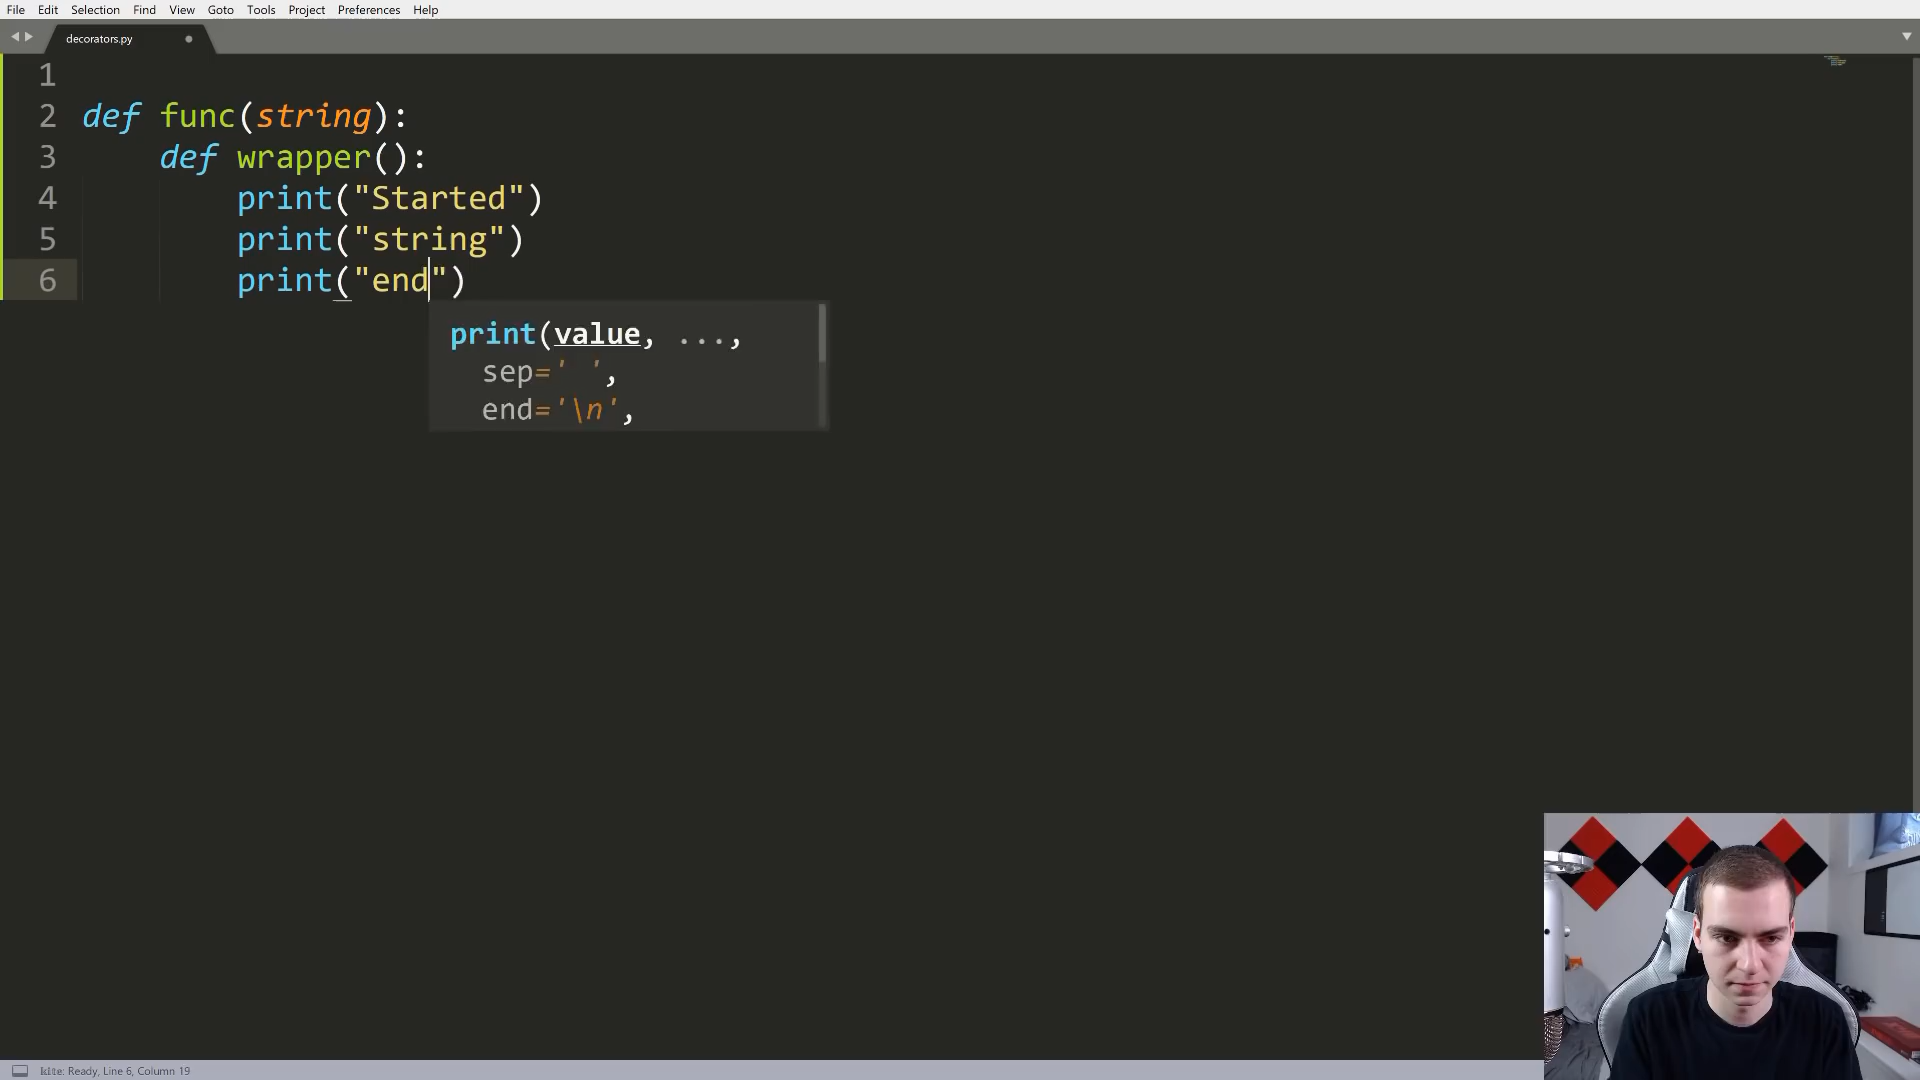 File Edit Selection Find View Goto Tools Project Preferences Help
decorators.py
1
2 def func(string):
3 def wrapper():
4 print("Started")
5 print("string")
6 print("end")
print(value, ...,
sep=' ',
end='\n',
kite: Ready, Line 6, Column 19